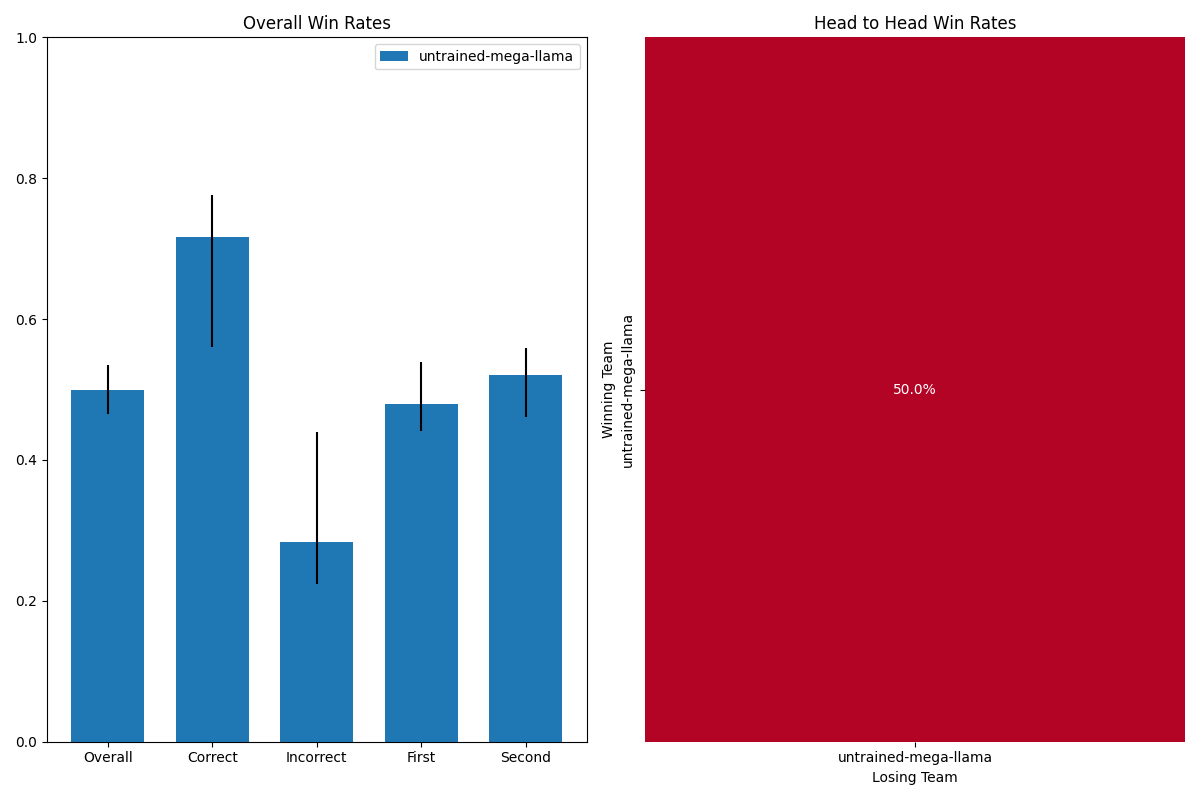 Overall Win Rates
1.0
0.8
0.6
0.4
0.2
0.0
untrained-mega-llama
Overall
Correct
Incorrect
First
Second
Head to Head Win Rates
Winning Team
untrained-mega-llama
50.0%
untrained-mega-llama
Losing Team